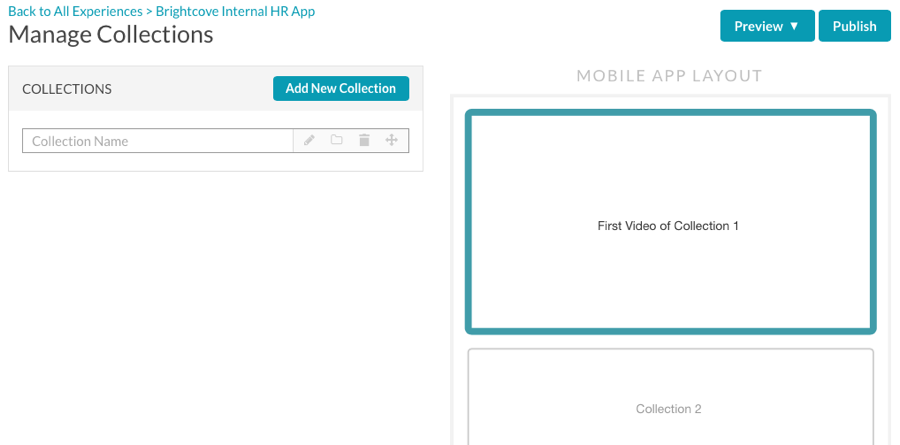 Back to All Experiences > Brightcove Internal HR App
Manage Collections
Preview ▼
Publish
COLLECTIONS
Add New Collection
Collection Name
MOBILE APP LAYOUT
First Video of Collection 1
Collection 2